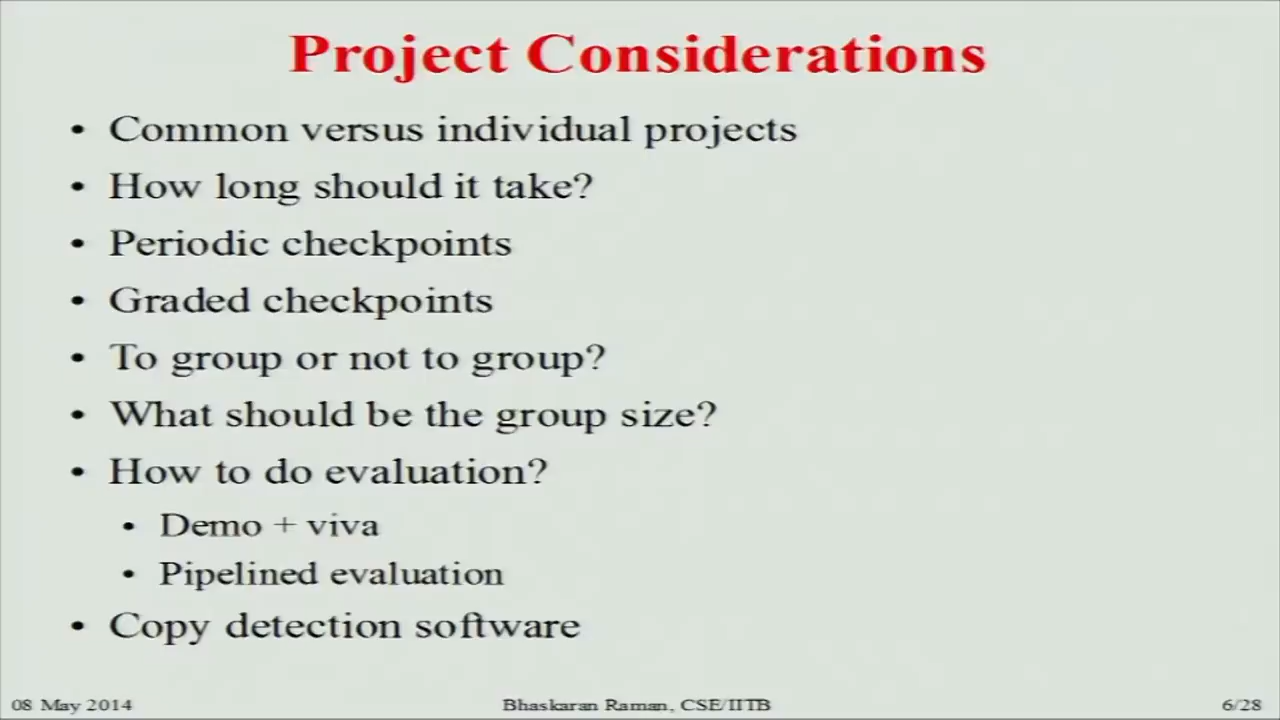 Project Considerations
• Common versus individual projects
• How long should it take?
• Periodic checkpoints
• Graded checkpoints
• To group or not to group?
• What should be the group size?
• How to do evaluation?
• Demo + viva
• Pipelined evaluation
• Copy detection software
08 May 2014
Bhaskaran Raman, CSE/IITB
6/28